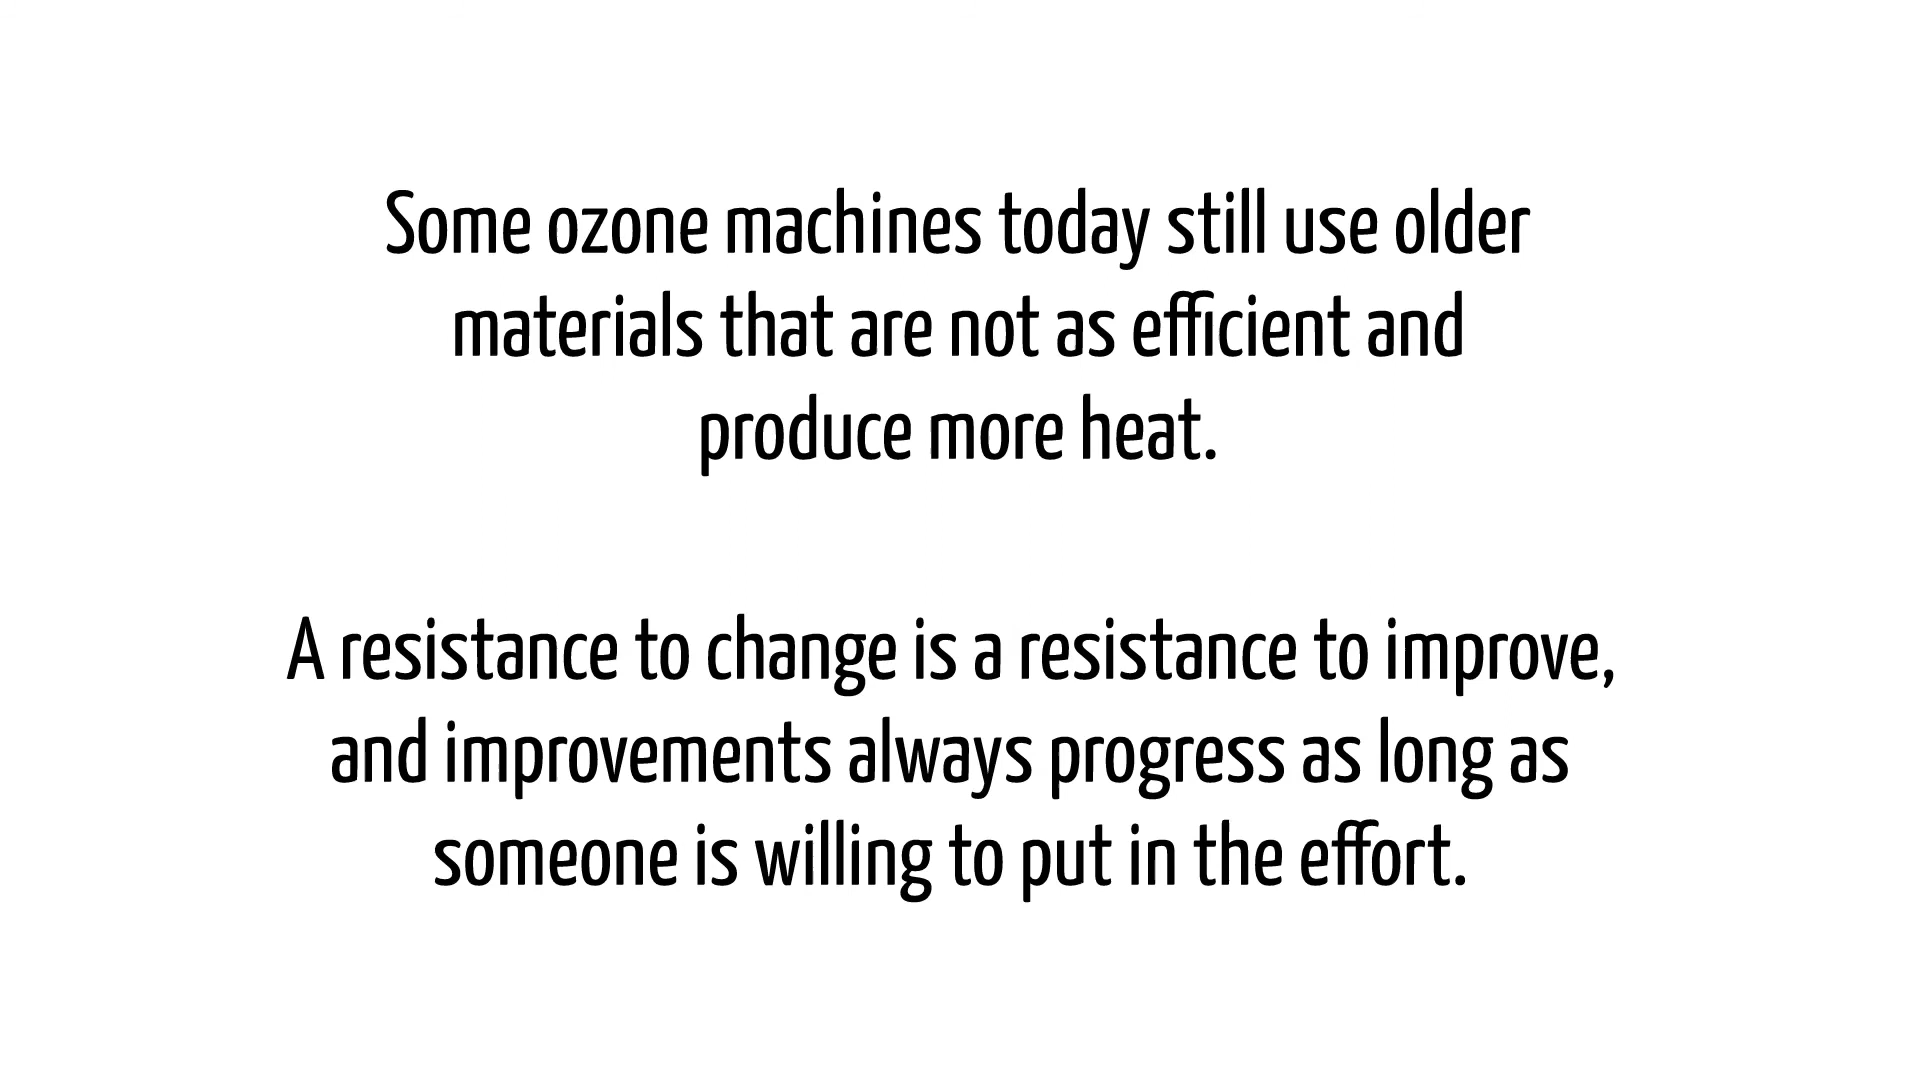 Some ozone machines today still use older
materials that are not as efficient and
produce more heat.
A resistance to change is a resistance to improve,
and improvements always progress as long as
someone is willing to put in the effort.